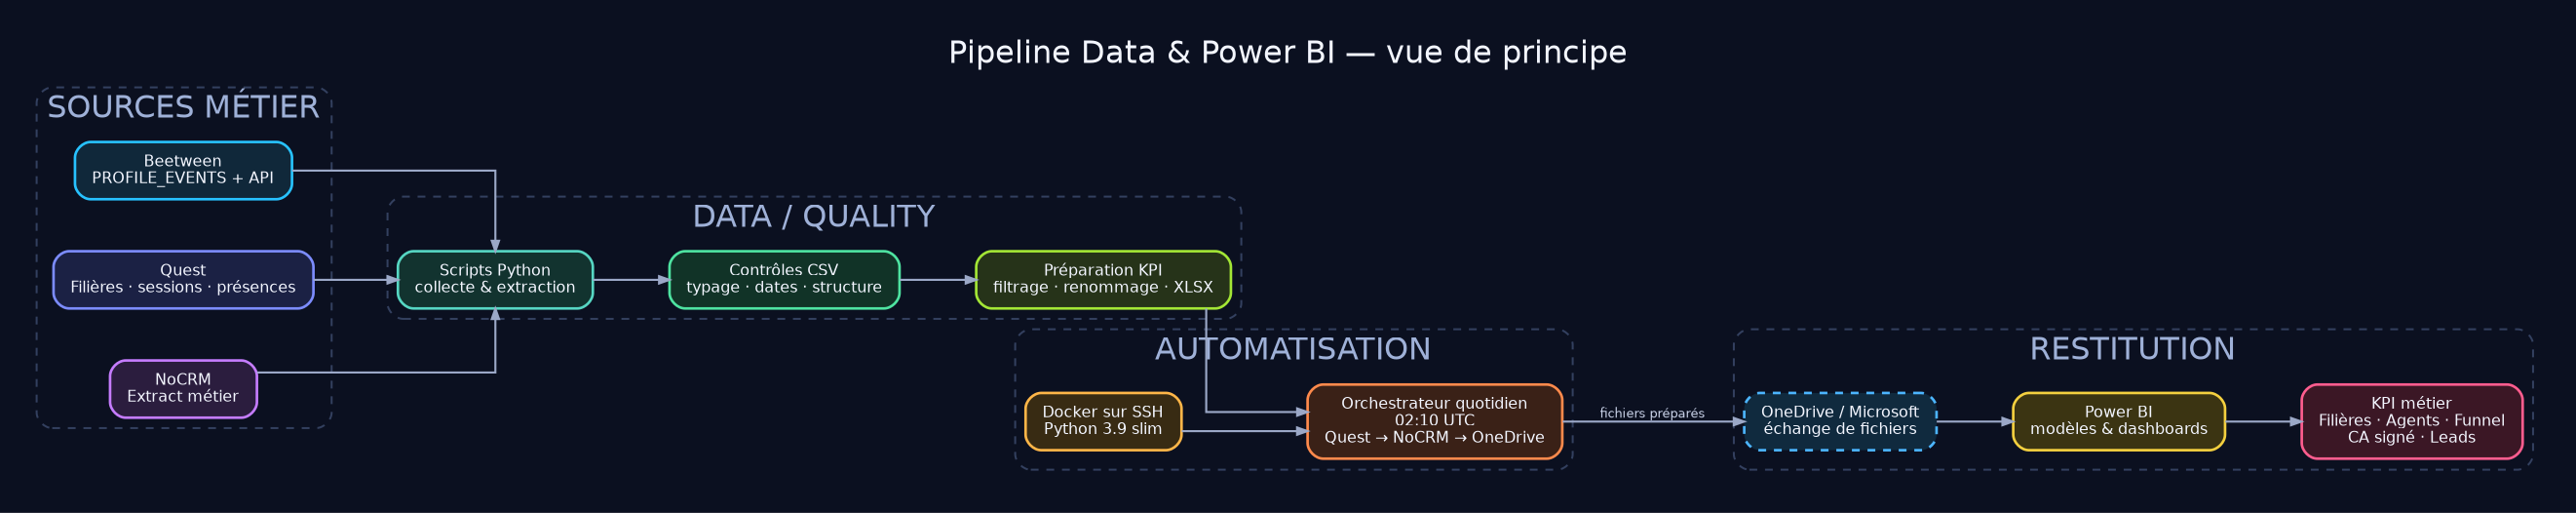 Pipeline Data & Power BI — vue de principe
SOURCES MÉTIER
Beetween
PROFILE_EVENTS + API
Quest
Filières · sessions · présences
NoCRM
Extract métier
DATA / QUALITY
Scripts Python
collecte & extraction
Contrôles CSV
typage · dates · structure
Préparation KPI
filtrage · renommage · XLSX
AUTOMATISATION
Docker sur SSH
Python 3.9 slim
Orchestrateur quotidien
02:10 UTC
Quest → NoCRM → OneDrive
fichiers préparés
RESTITUTION
OneDrive / Microsoft
échange de fichiers
Power BI
modèles & dashboards
KPI métier
Filières · Agents · Funnel
CA signé · Leads